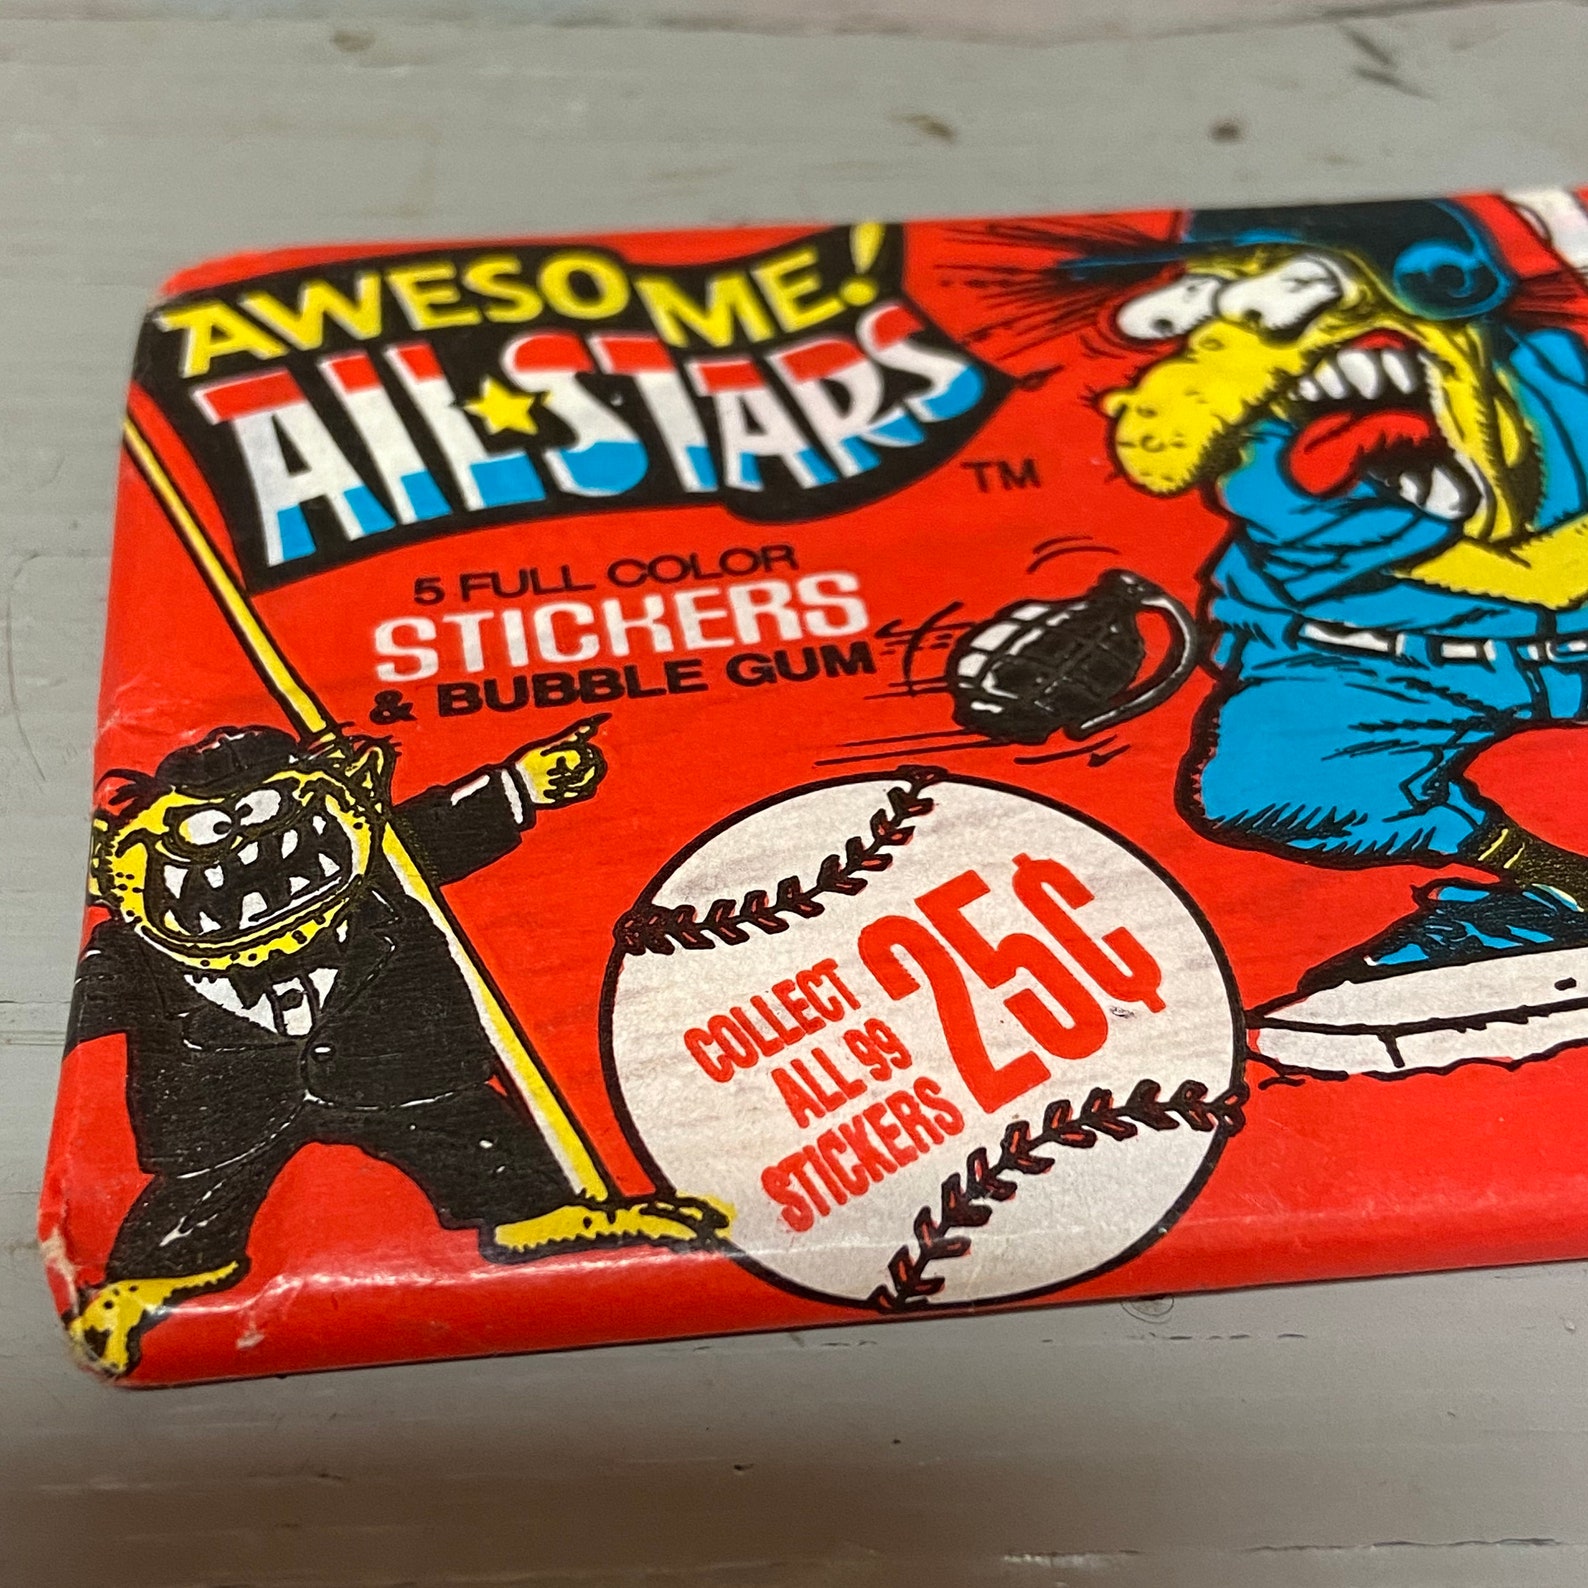 AWESOME!
ALL★STARS
TM
5 FULL COLOR
STICKERS
& BUBBLE GUM
COLLECT
ALL 99
STICKERS
25¢